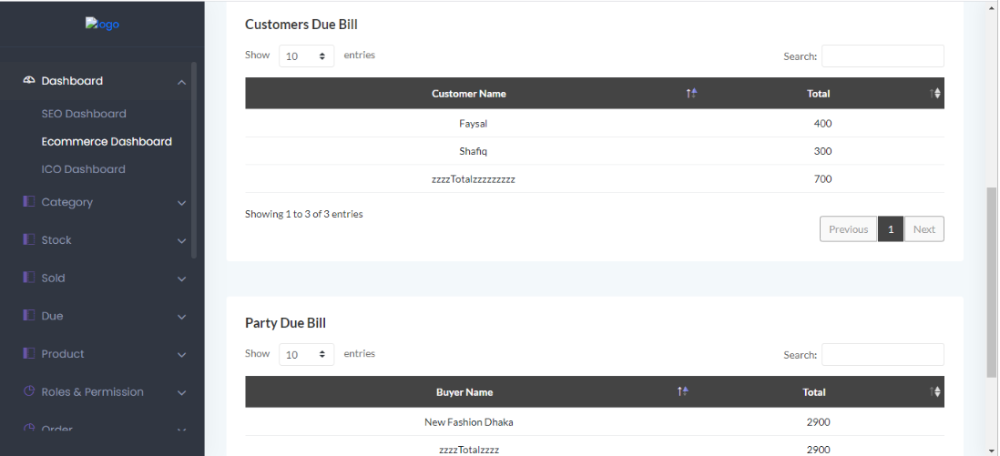 logo
Dashboard
SEO Dashboard
Ecommerce Dashboard
ICO Dashboard
Category
Stock
Sold
Due
Product
Roles & Permission
Order
Customers Due Bill
Show 10 entries
Search:
Customer Name Total
Faysal 400
Shafiq 300
zzzzTotalzzzzzzzzz 700
Showing 1 to 3 of 3 entries
Previous 1 Next
Party Due Bill
Show 10 entries
Search:
Buyer Name Total
New Fashion Dhaka 2900
zzzzTotalzzzz 2900